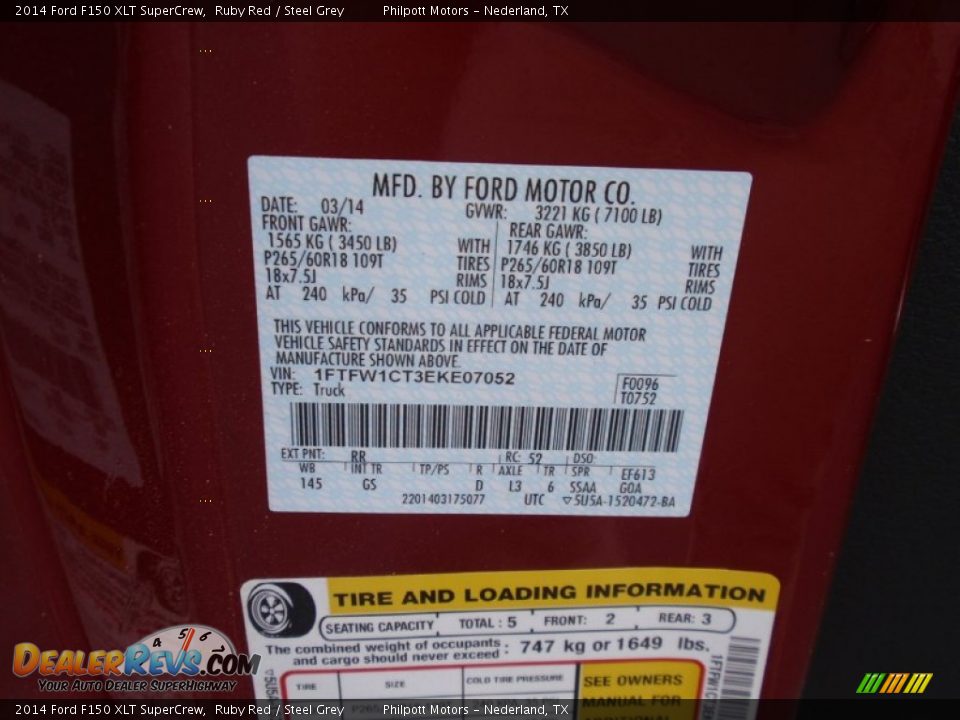 2014 Ford F150 XLT SuperCrew, Ruby Red / Steel Grey Philpott Motors - Nederland, TX
MFD. BY FORD MOTOR CO.
DATE: 03/14 GVWR: 3221 KG ( 7100 LB)
FRONT GAWR: REAR GAWR:
1565 KG ( 3450 LB) WITH 1746 KG ( 3850 LB) WITH
P265/60R18 109T TIRES P265/60R18 109T TIRES
18x7.5J RIMS 18x7.5J RIMS
AT 240 kPa/ 35 PSI COLD AT 240 kPa/ 35 PSI COLD
THIS VEHICLE CONFORMS TO ALL APPLICABLE FEDERAL MOTOR
VEHICLE SAFETY STANDARDS IN EFFECT ON THE DATE OF
MANUFACTURE SHOWN ABOVE.
VIN: 1FTFW1CT3EKE07052
TYPE: Truck
F0096
T0752
EXT PNT: RR RC: 52 DSO:
WB INT TR TP/PS R AXLE TR SPR EF613
145 GS D L3 6 SSAA GOA
2201403175077 UTC ▽5U5A-1520472-BA
TIRE AND LOADING INFORMATION
SEATING CAPACITY TOTAL : 5 FRONT: 2 REAR: 3
The combined weight of occupants
and cargo should never exceed : 747 kg or 1649 lbs.
TIRE SIZE COLD TIRE PRESSURE SEE OWNERS
MANUAL FOR
ADDITIONAL
4 5 6
DEALERREVS.COM
YOUR AUTO DEALER SUPERHIGHWAY
2014 Ford F150 XLT SuperCrew, Ruby Red / Steel Grey Philpott Motors - Nederland, TX